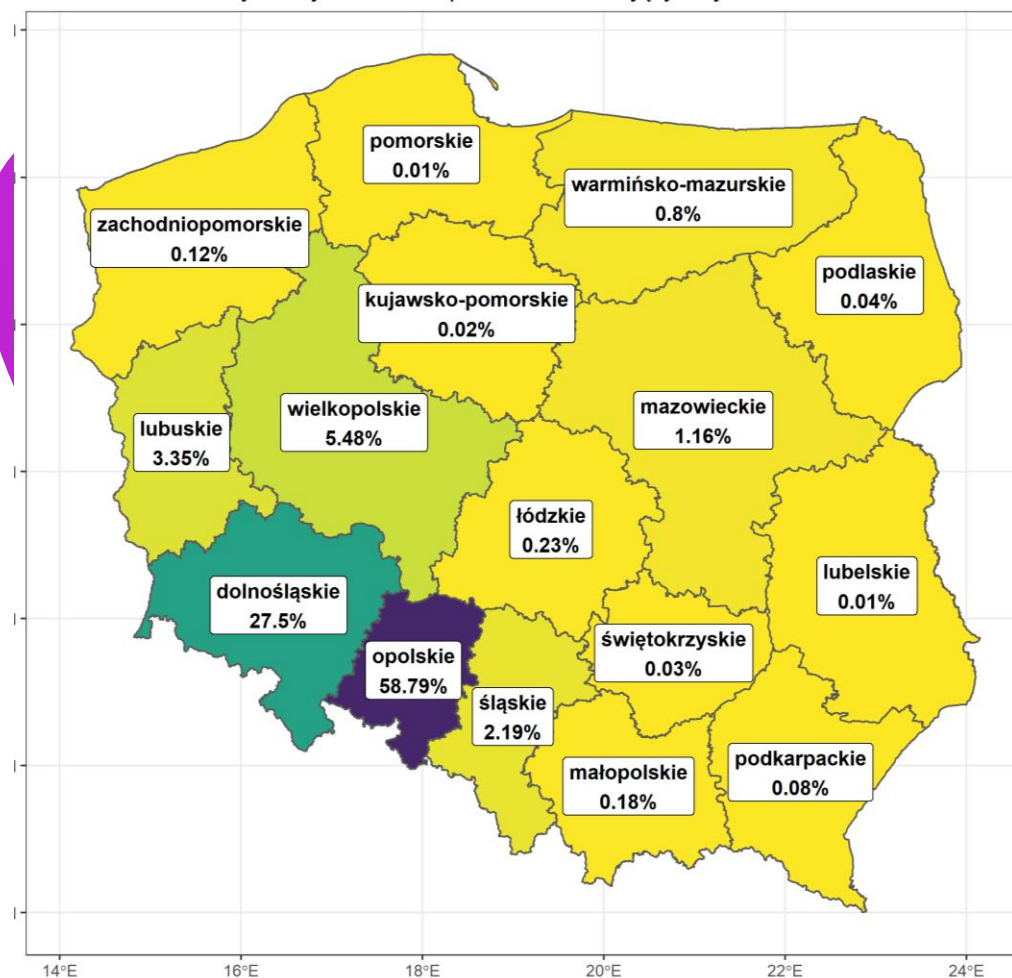 pomorskie
0.01%
warmińsko-mazurskie
0.8%
zachodniopomorskie
0.12%
podlaskie
0.04%
kujawsko-pomorskie
0.02%
wielkopolskie
5.48%
mazowieckie
1.16%
lubuskie
3.35%
łódzkie
0.23%
lubelskie
0.01%
dolnośląskie
27.5%
świętokrzyskie
0.03%
opolskie
58.79%
śląskie
2.19%
małopolskie
0.18%
podkarpackie
0.08%
14°E 16°E 18°E 20°E 22°E 24°E